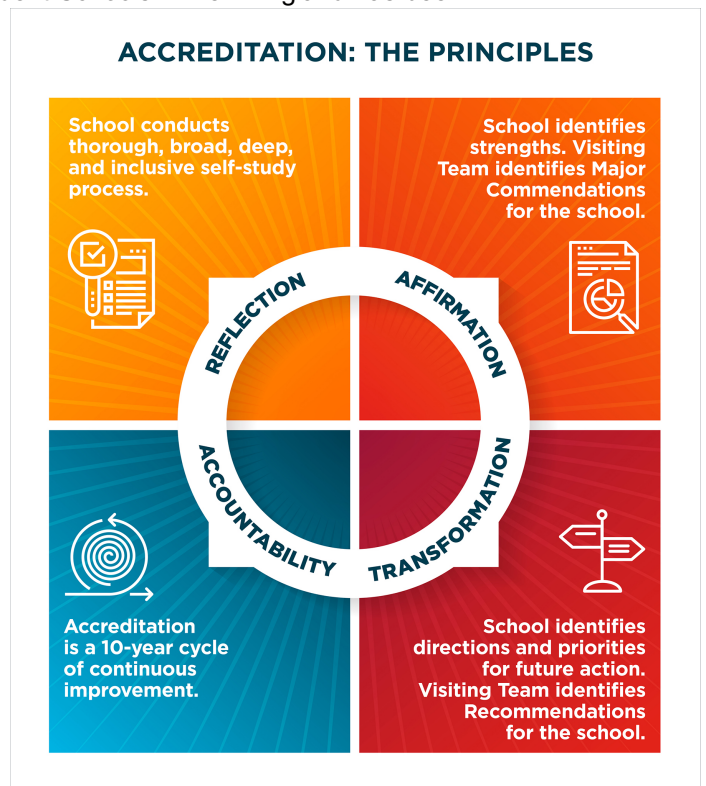 ACCREDITATION: THE PRINCIPLES
School conducts
thorough, broad, deep,
and inclusive self-study
process.
School identifies
strengths. Visiting
Team identifies Major
Commendations
for the school.
REFLECTION
AFFIRMATION
ACCOUNTABILITY
TRANSFORMATION
Accreditation
is a 10-year cycle
of continuous
improvement.
School identifies
directions and priorities
for future action.
Visiting Team identifies
Recommendations
for the school.